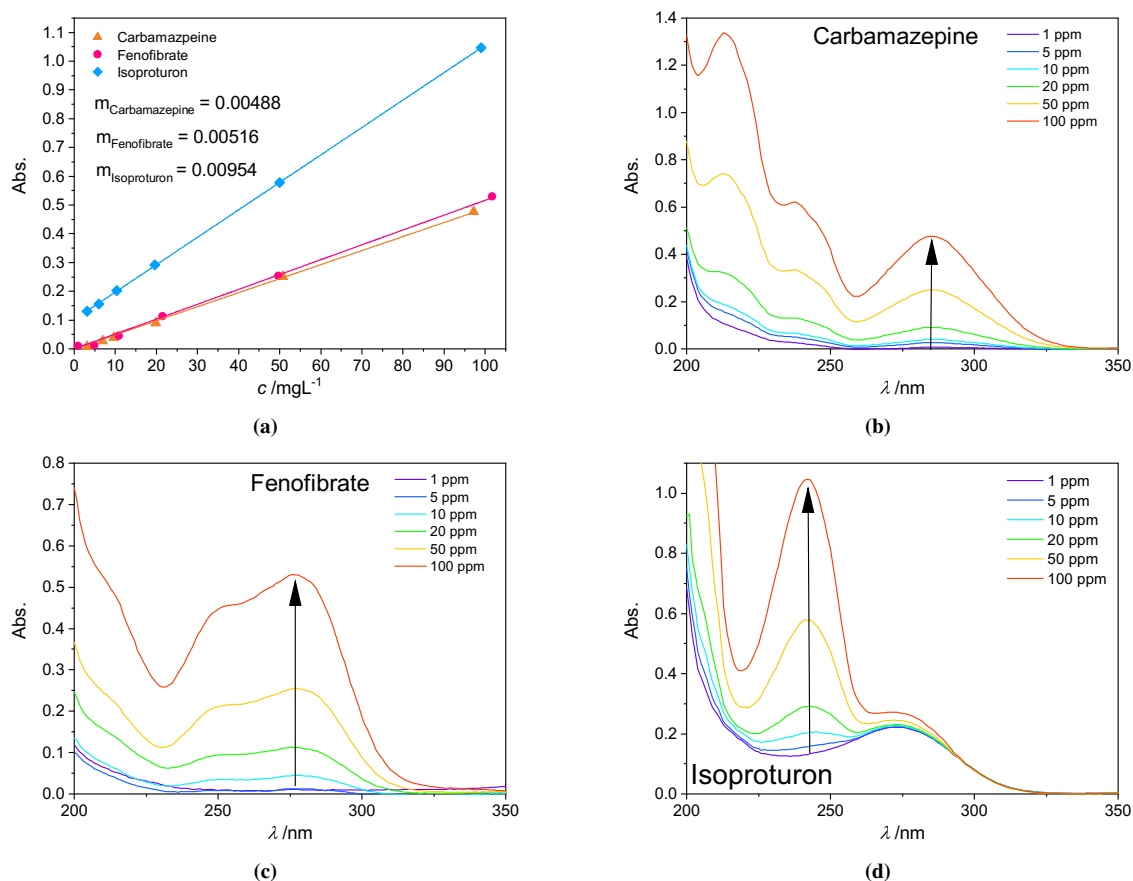 1.1
1.0
0.9
0.8
0.7
0.6
0.5
0.4
0.3
0.2
0.1
0.0
Abs.
Carbamazpeine
Fenofibrate
Isoproturon
m_Carbamazepine = 0.00488
m_Fenofibrate = 0.00516
m_Isoproturon = 0.00954
0 10 20 30 40 50 60 70 80 90 100
c /mgL⁻¹
(a)
1.4
1.2
1.0
0.8
0.6
0.4
0.2
0.0
Abs.
Carbamazepine
1 ppm
5 ppm
10 ppm
20 ppm
50 ppm
100 ppm
200 250 300 350
λ /nm
(b)
0.8
0.7
0.6
0.5
0.4
0.3
0.2
0.1
0.0
Abs.
Fenofibrate
1 ppm
5 ppm
10 ppm
20 ppm
50 ppm
100 ppm
200 250 300 350
λ /nm
(c)
1.0
0.8
0.6
0.4
0.2
0.0
Abs.
1 ppm
5 ppm
10 ppm
20 ppm
50 ppm
100 ppm
Isoproturon
200 250 300 350
λ /nm
(d)